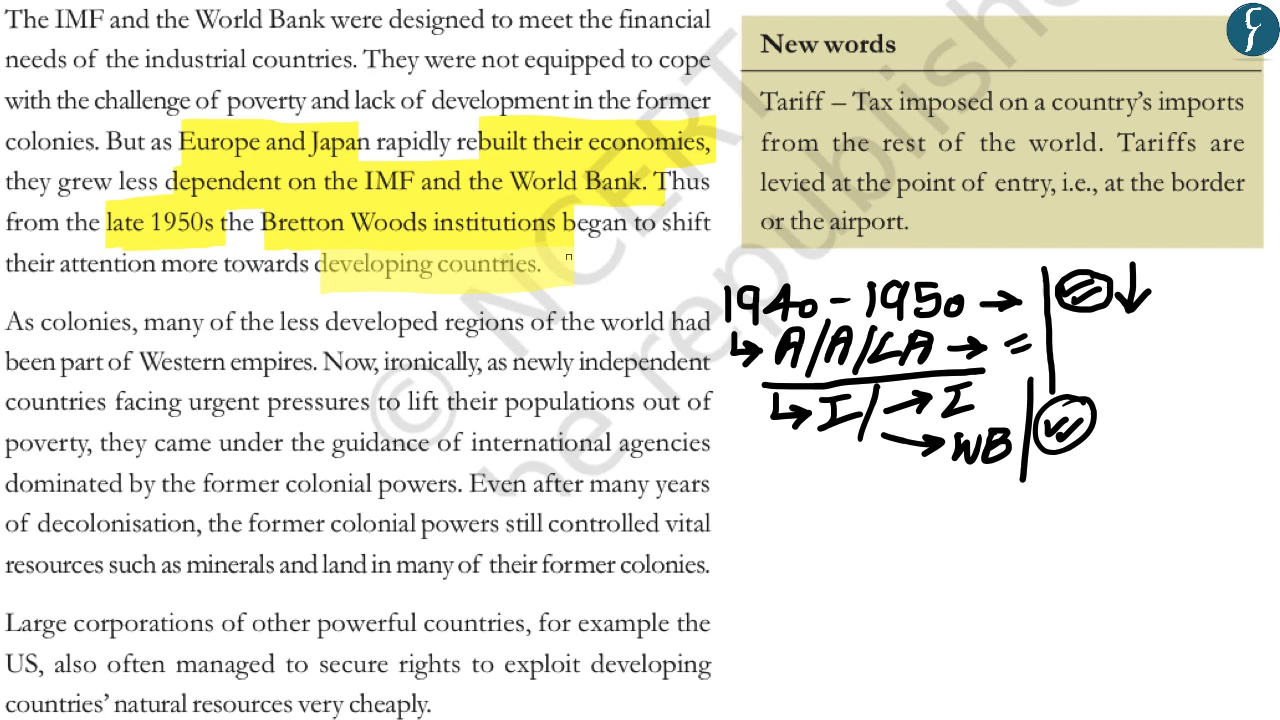 The IMF and the World Bank were designed to meet the financial
needs of the industrial countries. They were not equipped to cope
with the challenge of poverty and lack of development in the former
colonies. But as Europe and Japan rapidly rebuilt their economies,
they grew less dependent on the IMF and the World Bank. Thus
from the late 1950s the Bretton Woods institutions began to shift
their attention more towards developing countries.
As colonies, many of the less developed regions of the world had
been part of Western empires. Now, ironically, as newly independent
countries facing urgent pressures to lift their populations out of
poverty, they came under the guidance of international agencies
dominated by the former colonial powers. Even after many years
of decolonisation, the former colonial powers still controlled vital
resources such as minerals and land in many of their former colonies.
Large corporations of other powerful countries, for example the
US, also often managed to secure rights to exploit developing
countries' natural resources very cheaply.
New words
Tariff – Tax imposed on a country's imports
from the rest of the world. Tariffs are
levied at the point of entry, i.e., at the border
or the airport.
1940 - 1950 →
↳ A/A/LA → =
↳ I/ → I
→ WB
© NCERT
he republishe